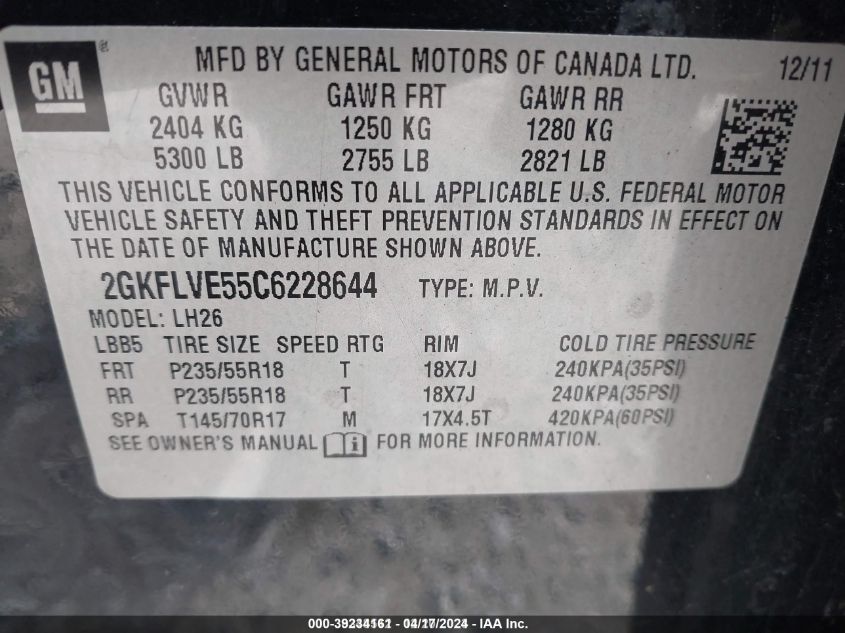 GM ®
MFD BY GENERAL MOTORS OF CANADA LTD. 12/11
GVWR GAWR FRT GAWR RR
2404 KG 1250 KG 1280 KG
5300 LB 2755 LB 2821 LB
THIS VEHICLE CONFORMS TO ALL APPLICABLE U.S. FEDERAL MOTOR
VEHICLE SAFETY AND THEFT PREVENTION STANDARDS IN EFFECT ON
THE DATE OF MANUFACTURE SHOWN ABOVE.
2GKFLVE55C6228644 TYPE: M.P.V.
MODEL: LH26
LBB5 TIRE SIZE SPEED RTG RIM COLD TIRE PRESSURE
FRT P235/55R18 T 18X7J 240KPA(35PSI)
RR P235/55R18 T 18X7J 240KPA(35PSI)
SPA T145/70R17 M 17X4.5T 420KPA(60PSI)
SEE OWNER'S MANUAL i FOR MORE INFORMATION.
000-39234161 - 04/17/2024 - IAA Inc.